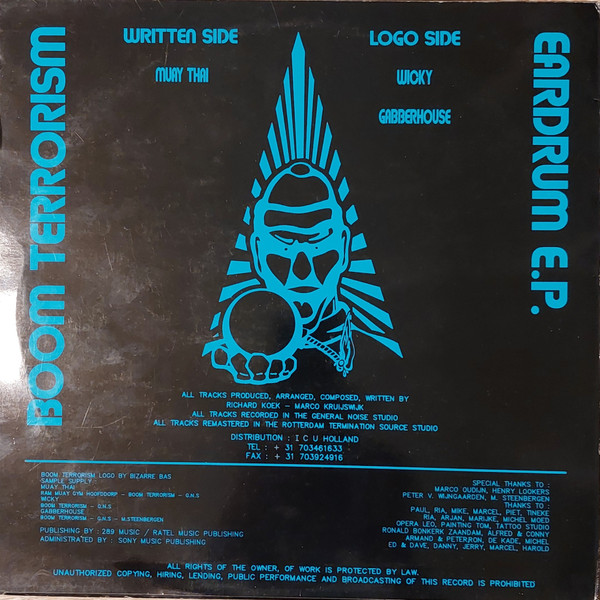 BOOM TERRORISM
WRITTEN SIDE
MUAY THAI
LOGO SIDE
WICKY
GABBERHOUSE
EARDRUM E.P.
ALL TRACKS PRODUCED, ARRANGED, COMPOSED, WRITTEN BY
RICHARD KOEK - MARCO KRUIJSWIJK
ALL TRACKS RECORDED IN THE GENERAL NOISE STUDIO
ALL TRACKS REMASTERED IN THE ROTTERDAM TERMINATION SOURCE STUDIO
DISTRIBUTION : I C U HOLLAND
TEL : + 31 703461633
FAX : + 31 703924916
BOOM TERRORISM LOGO BY BIZARRE BAS
SAMPLE SUPPLY :
MUAY THAI
RAM MUAY GYM HOOFDDORP - BOOM TERRORISM - G.N.S
WICKY
BOOM TERRORISM - G.N.S
GABBERHOUSE
BOOM TERRORISM - G.N.S - M.STEENBERGEN
PUBLISHING BY : 289 MUSIC / RATEL MUSIC PUBLISHING
ADMINISTRATED BY : SONY MUSIC PUBLISHING
SPECIAL THANKS TO :
MARCO OUDIJN, HENRY LOOKERS
PETER V. WIJNGAARDEN, M. STEENBERGEN
THANKS TO :
PAUL, RIA, MIKE, MARCEL, PIET, TINEKE
RIA, ARJAN, MARIJKE, MICHEL MOED
OPERA LEO, PAINTING TOM, TATTOO STUDIO
RONALD BONKERK ZAANDAM, ALFRED & CONNY
ARMAND & PETERRON, DE KADE, MICHEL
ED & DAVE, DANNY, JERRY, MARCEL, HAROLD
ALL RIGHTS OF THE OWNER, OF WORK IS PROTECTED BY LAW.
UNAUTHORIZED COPYING, HIRING, LENDING, PUBLIC PERFORMANCE AND BROADCASTING OF THIS RECORD IS PROHIBITED